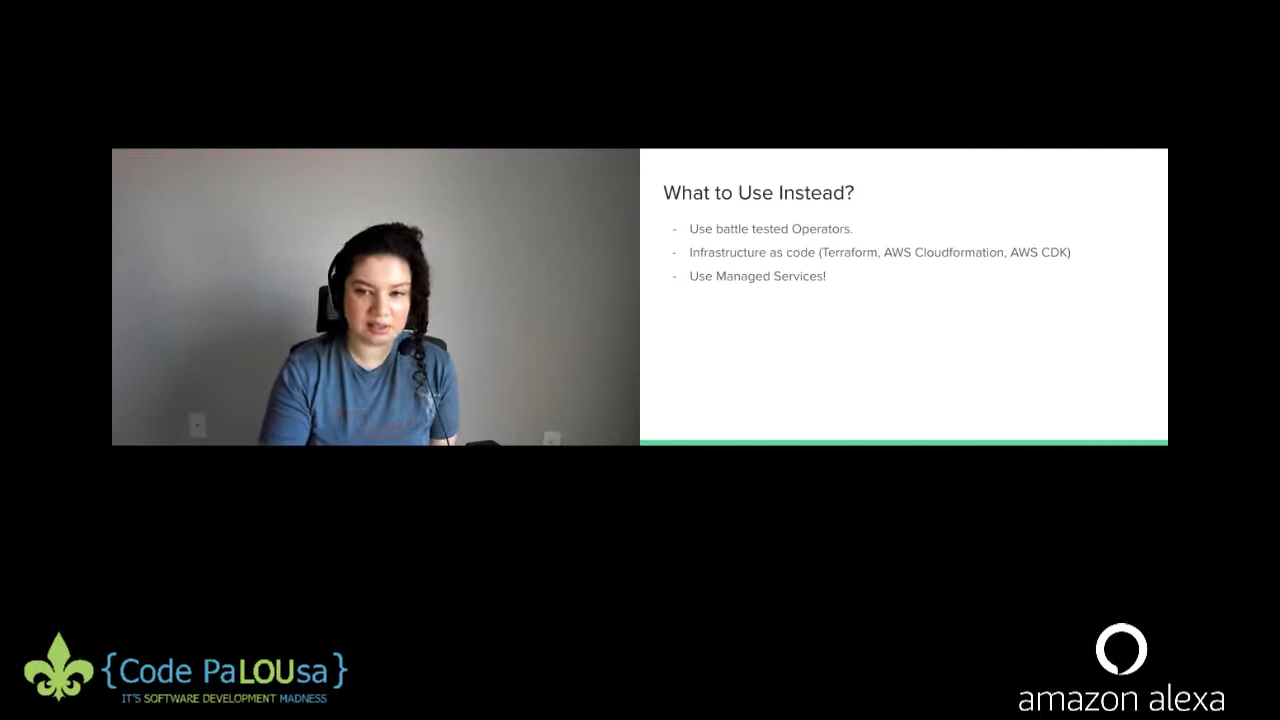 What to Use Instead?
- Use battle tested Operators.
- Infrastructure as code (Terraform, AWS Cloudformation, AWS CDK)
- Use Managed Services!
{Code PaLOUsa}
IT'S SOFTWARE DEVELOPMENT MADNESS
amazon alexa